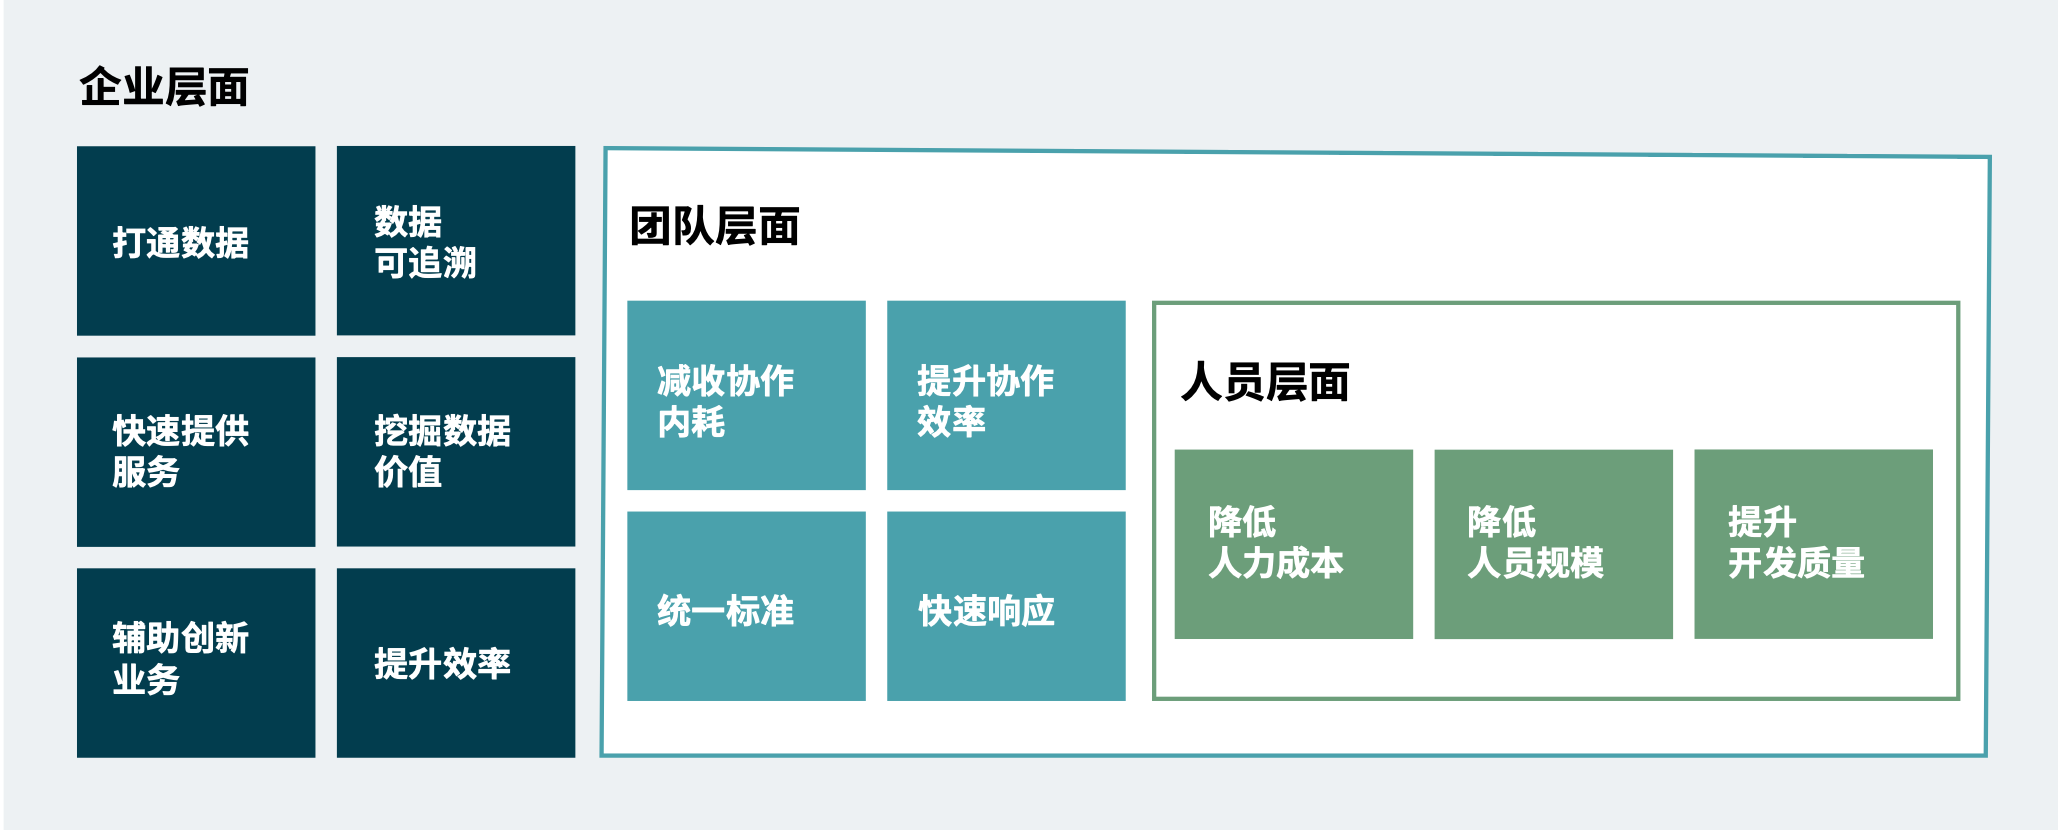 企业层面
打通数据
数据
可追溯
快速提供
服务
挖掘数据
价值
辅助创新
业务
提升效率
团队层面
减收协作
内耗
提升协作
效率
统一标准
快速响应
人员层面
降低
人力成本
降低
人员规模
提升
开发质量